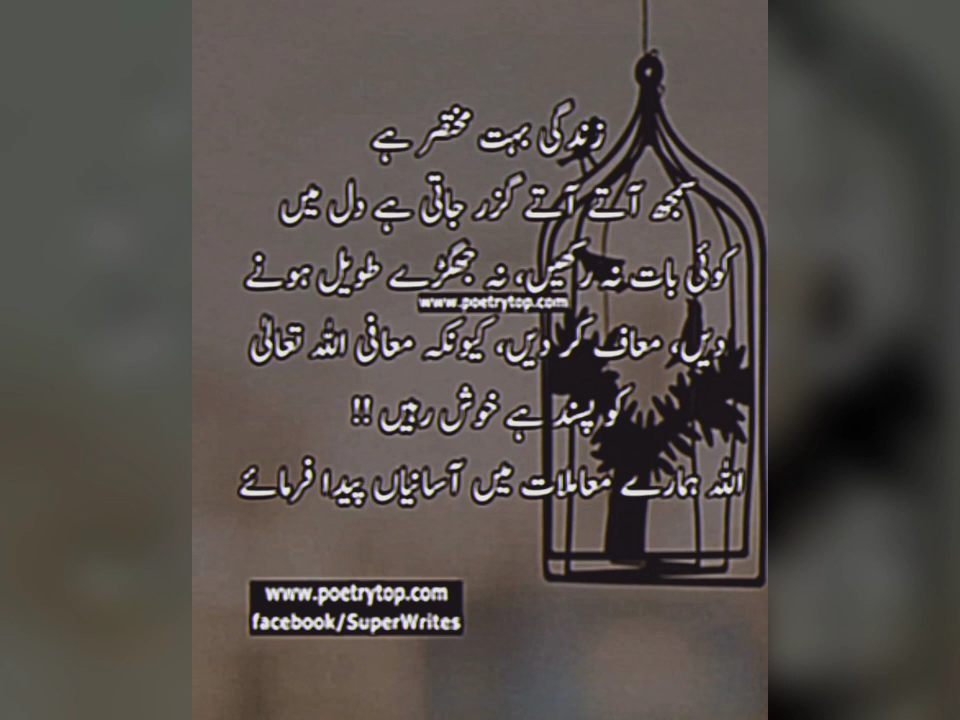 زندگی بہت مختصر ہے
سمجھ آتے آتے گزر جاتی ہے دل میں
کوئی بات نہ رکھیں، نہ جھگڑے طویل ہونے
www.poetrytop.com
دیں، معاف کر دیں، کیونکہ معافی اللہ تعالٰی
کو پسند ہے خوش رہیں !!
اللہ ہمارے معاملات میں آسانیاں پیدا فرمائے
www.poetrytop.com
facebook/SuperWrites